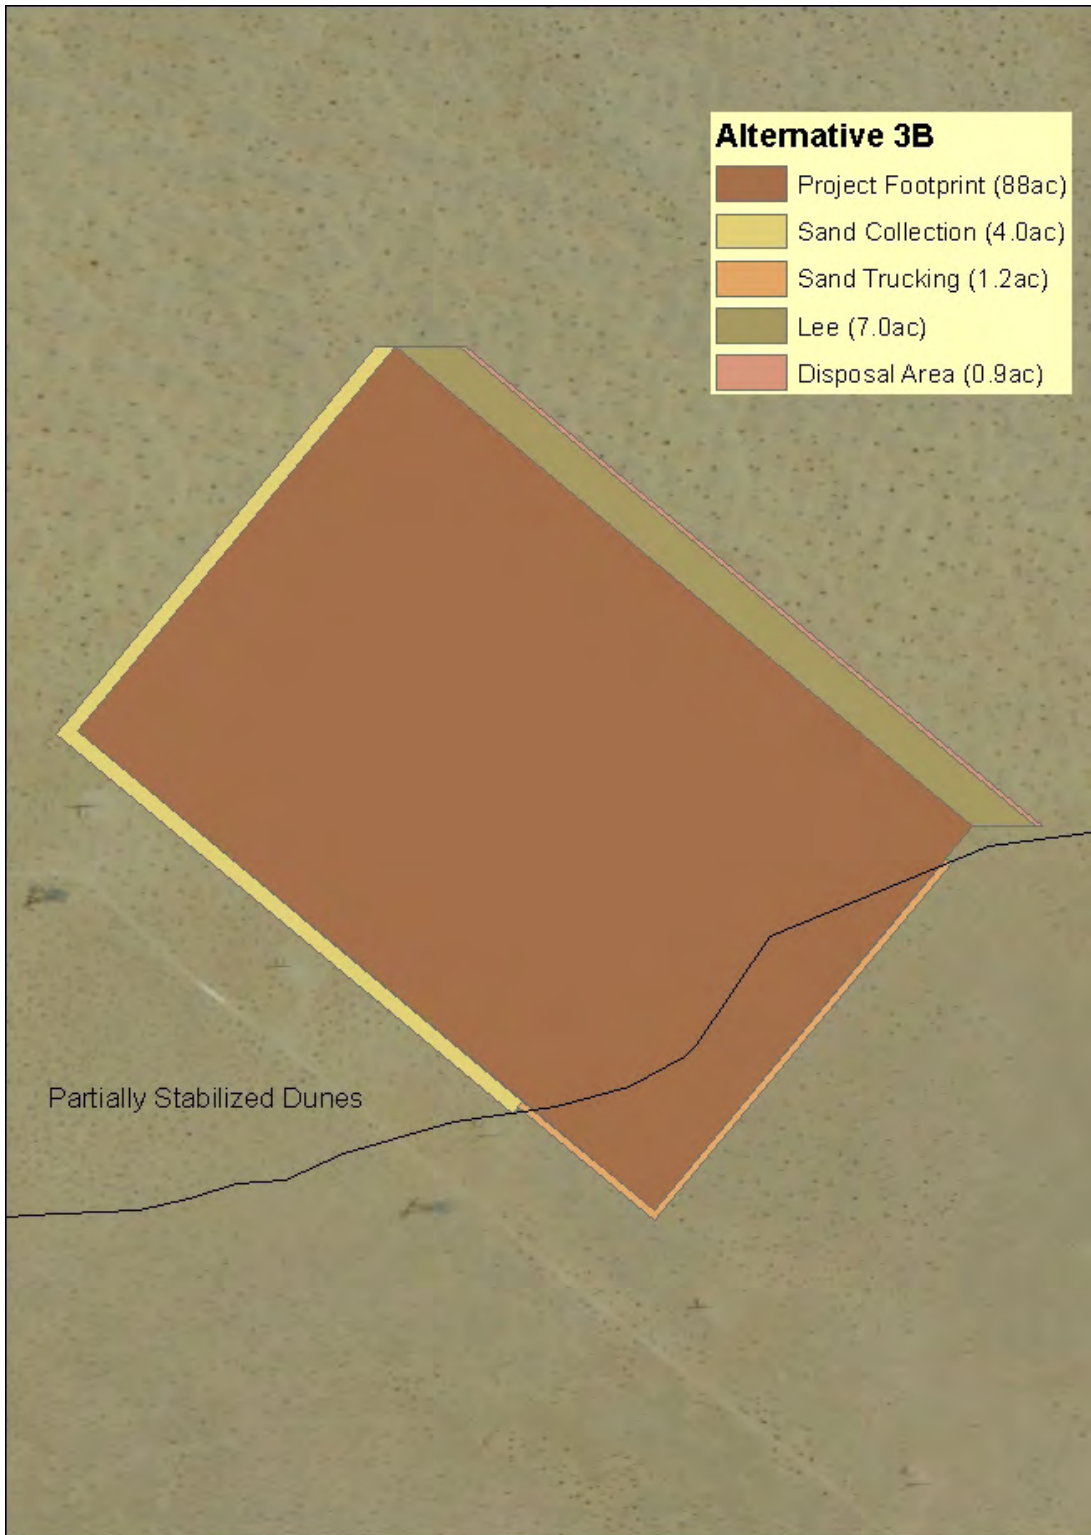 Alternative 3B
Project Footprint (88ac)
Sand Collection (4.0ac)
Sand Trucking (1.2ac)
Lee (7.0ac)
Disposal Area (0.9ac)
Partially Stabilized Dunes